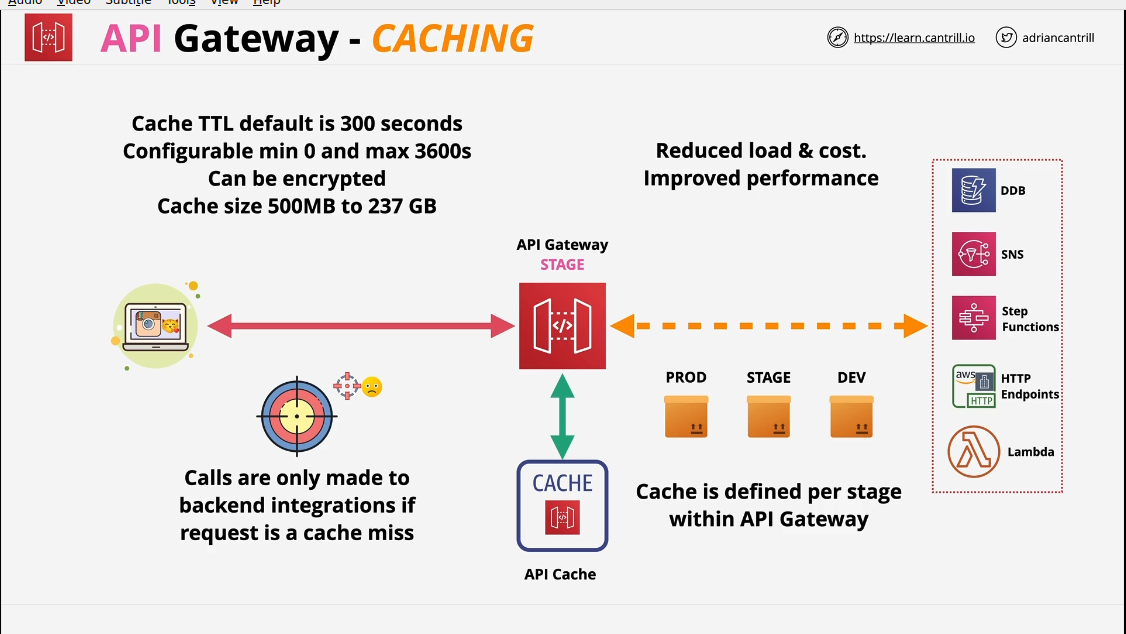 Audio Video Subtitle Tools View Help
API Gateway - CACHING
https://learn.cantrill.io
adriancantrill
Cache TTL default is 300 seconds
Configurable min 0 and max 3600s
Can be encrypted
Cache size 500MB to 237 GB
Reduced load & cost.
Improved performance
API Gateway
STAGE
DDB
SNS
Step
Functions
aws
HTTP
HTTP
Endpoints
Lambda
PROD
STAGE
DEV
Calls are only made to
backend integrations if
request is a cache miss
CACHE
API Cache
Cache is defined per stage
within API Gateway